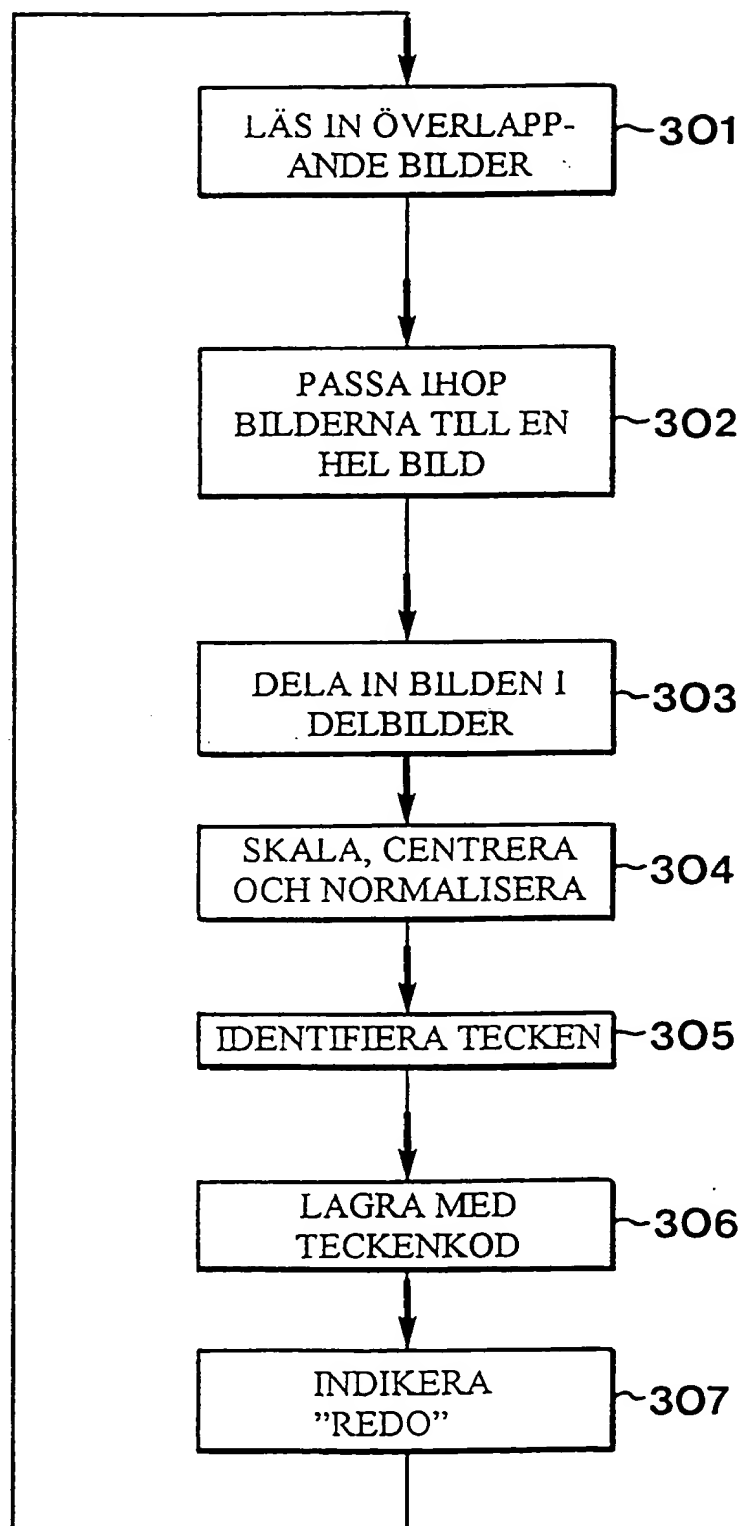 LÄS IN ÖVERLAPP-
ANDE BILDER
301
PASSA IHOP
BILDERNA TILL EN
HEL BILD
302
DELA IN BILDEN I
DELBILDER
303
SKALA, CENTRERA
OCH NORMALISERA
304
IDENTIFIERA TECKEN
305
LAGRA MED
TECKENKOD
306
INDIKERA
”REDO”
307